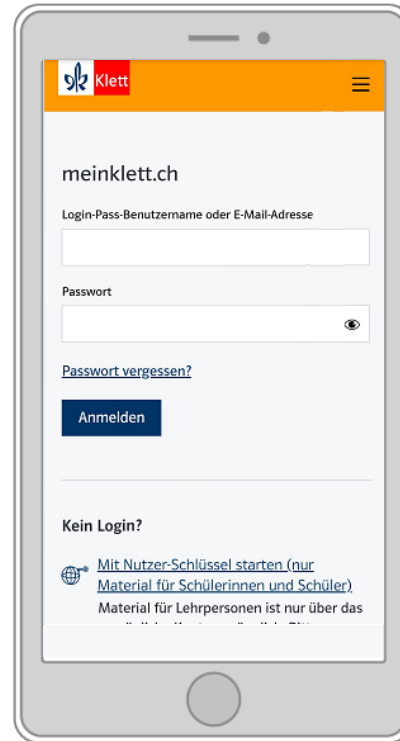 Klett
meinklett.ch
Login-Pass-Benutzername oder E-Mail-Adresse
Passwort
Passwort vergessen?
Anmelden
Kein Login?
Mit Nutzer-Schlüssel starten (nur
Material für Schülerinnen und Schüler)
Material für Lehrpersonen ist nur über das